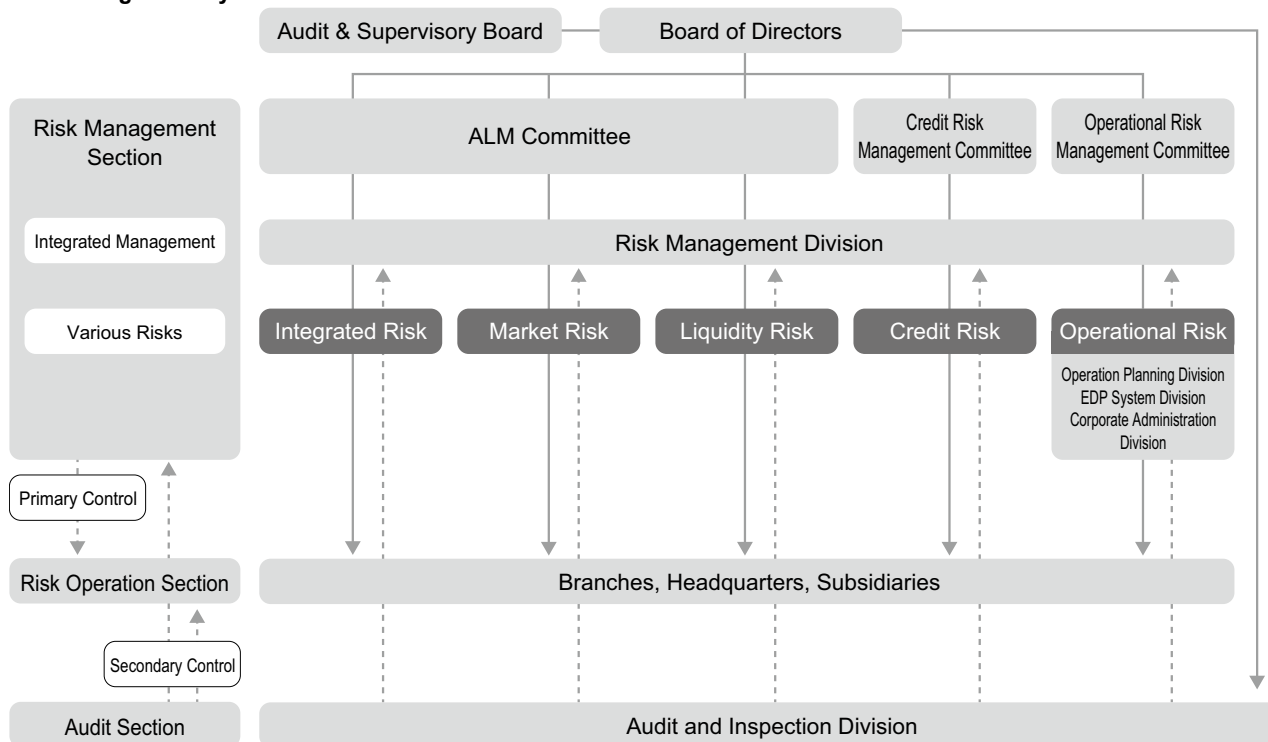 Audit & Supervisory Board
Board of Directors
Risk Management
Section
ALM Committee
Credit Risk
Management Committee
Operational Risk
Management Committee
Integrated Management
Risk Management Division
Various Risks
Integrated Risk
Market Risk
Liquidity Risk
Credit Risk
Operational Risk
Operation Planning Division
EDP System Division
Corporate Administration
Division
Primary Control
Risk Operation Section
Branches, Headquarters, Subsidiaries
Secondary Control
Audit Section
Audit and Inspection Division